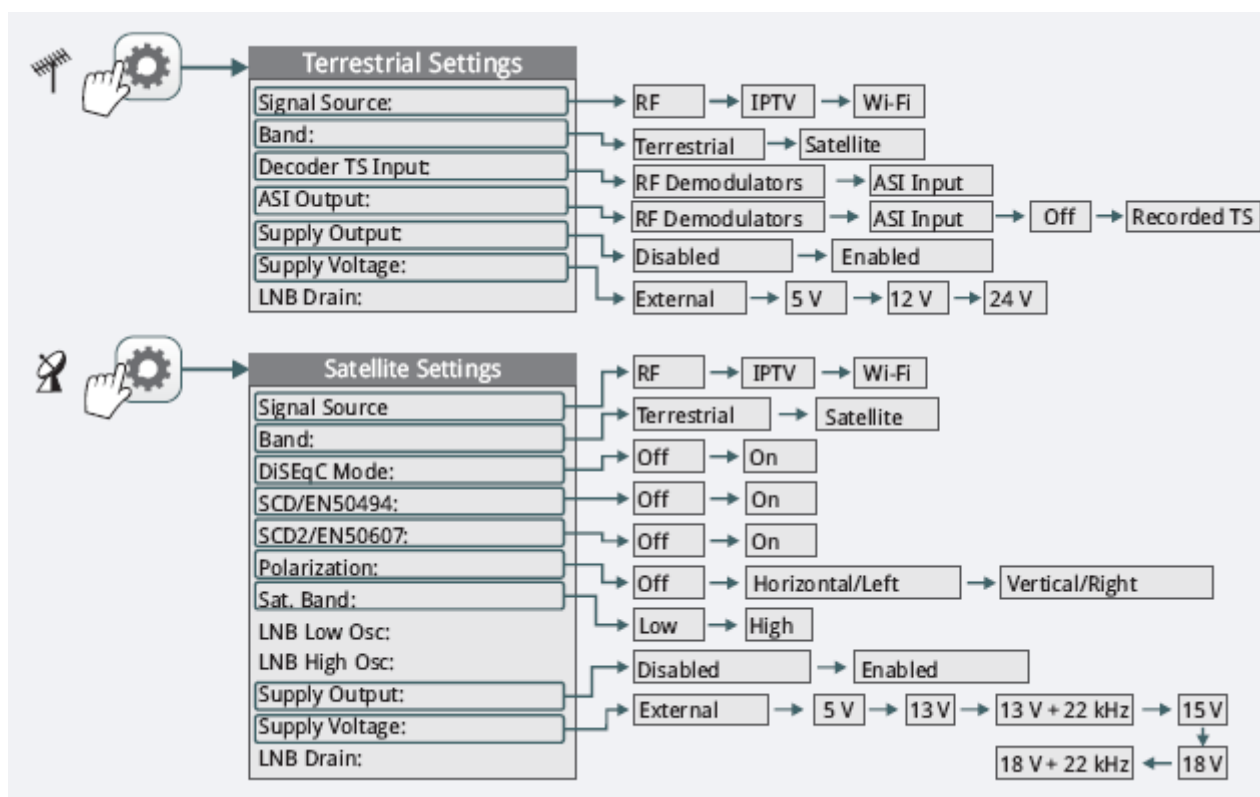 Terrestrial Settings
Signal Source:
RF
IPTV
Wi-Fi
Band:
Terrestrial
Satellite
Decoder TS Input:
RF Demodulators
ASI Input
ASI Output:
RF Demodulators
ASI Input
Off
Recorded TS
Supply Output:
Disabled
Enabled
Supply Voltage:
External
5 V
12 V
24 V
LNB Drain:
Satellite Settings
Signal Source
RF
IPTV
Wi-Fi
Band:
Terrestrial
Satellite
DiSEqC Mode:
Off
On
SCD/EN50494:
Off
On
SCD2/EN50607:
Off
On
Polarization:
Off
Horizontal/Left
Vertical/Right
Sat. Band:
Low
High
LNB Low Osc:
LNB High Osc:
Supply Output:
Disabled
Enabled
Supply Voltage:
External
5 V
13 V
13 V + 22 kHz
15 V
18 V
18 V + 22 kHz
LNB Drain: